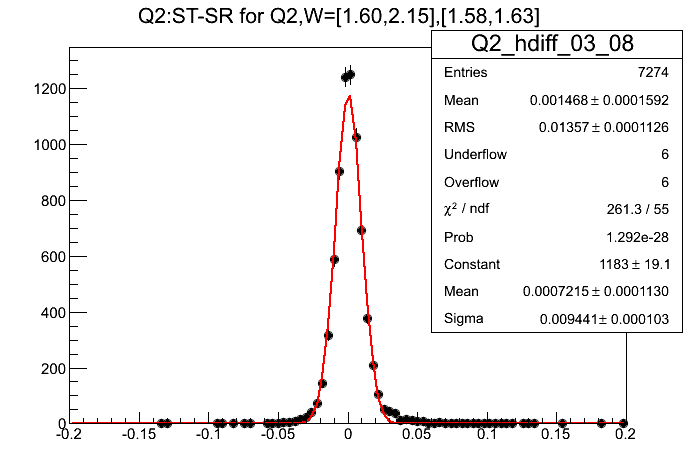 Q2:ST-SR for Q2,W=[1.60,2.15],[1.58,1.63]
Q2_hdiff_03_08
Entries 7274
Mean 0.001468 ± 0.0001592
RMS 0.01357 ± 0.0001126
Underflow 6
Overflow 6
χ² / ndf 261.3 / 55
Prob 1.292e-28
Constant 1183 ± 19.1
Mean 0.0007215 ± 0.0001130
Sigma 0.009441 ± 0.000103
1200
1000
800
600
400
200
0
-0.2 -0.15 -0.1 -0.05 0 0.05 0.1 0.15 0.2